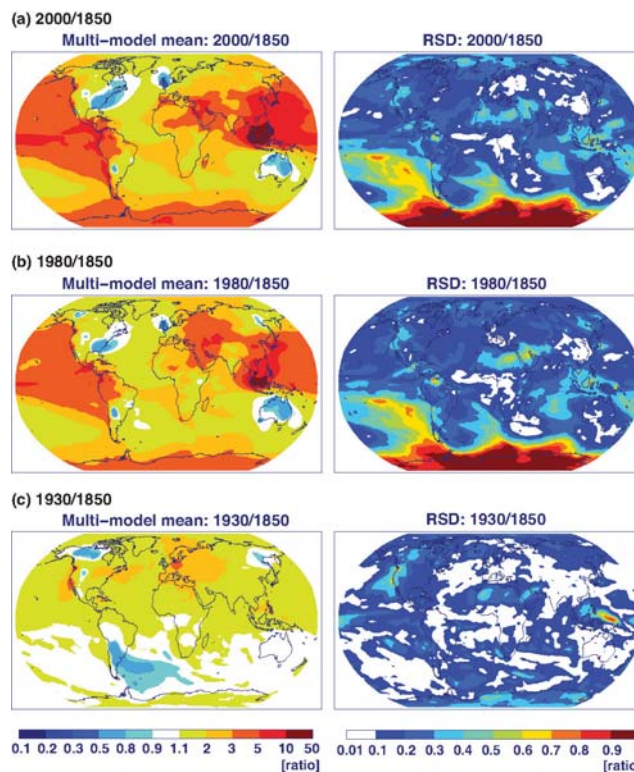 (a) 2000/1850
Multi-model mean: 2000/1850
RSD: 2000/1850
(b) 1980/1850
Multi-model mean: 1980/1850
RSD: 1980/1850
(c) 1930/1850
Multi-model mean: 1930/1850
RSD: 1930/1850
0.1 0.2 0.3 0.5 0.8 0.9 1.1 2 3 5 10 50
[ratio]
0.01 0.1 0.2 0.3 0.4 0.5 0.6 0.7 0.8 0.9
[ratio